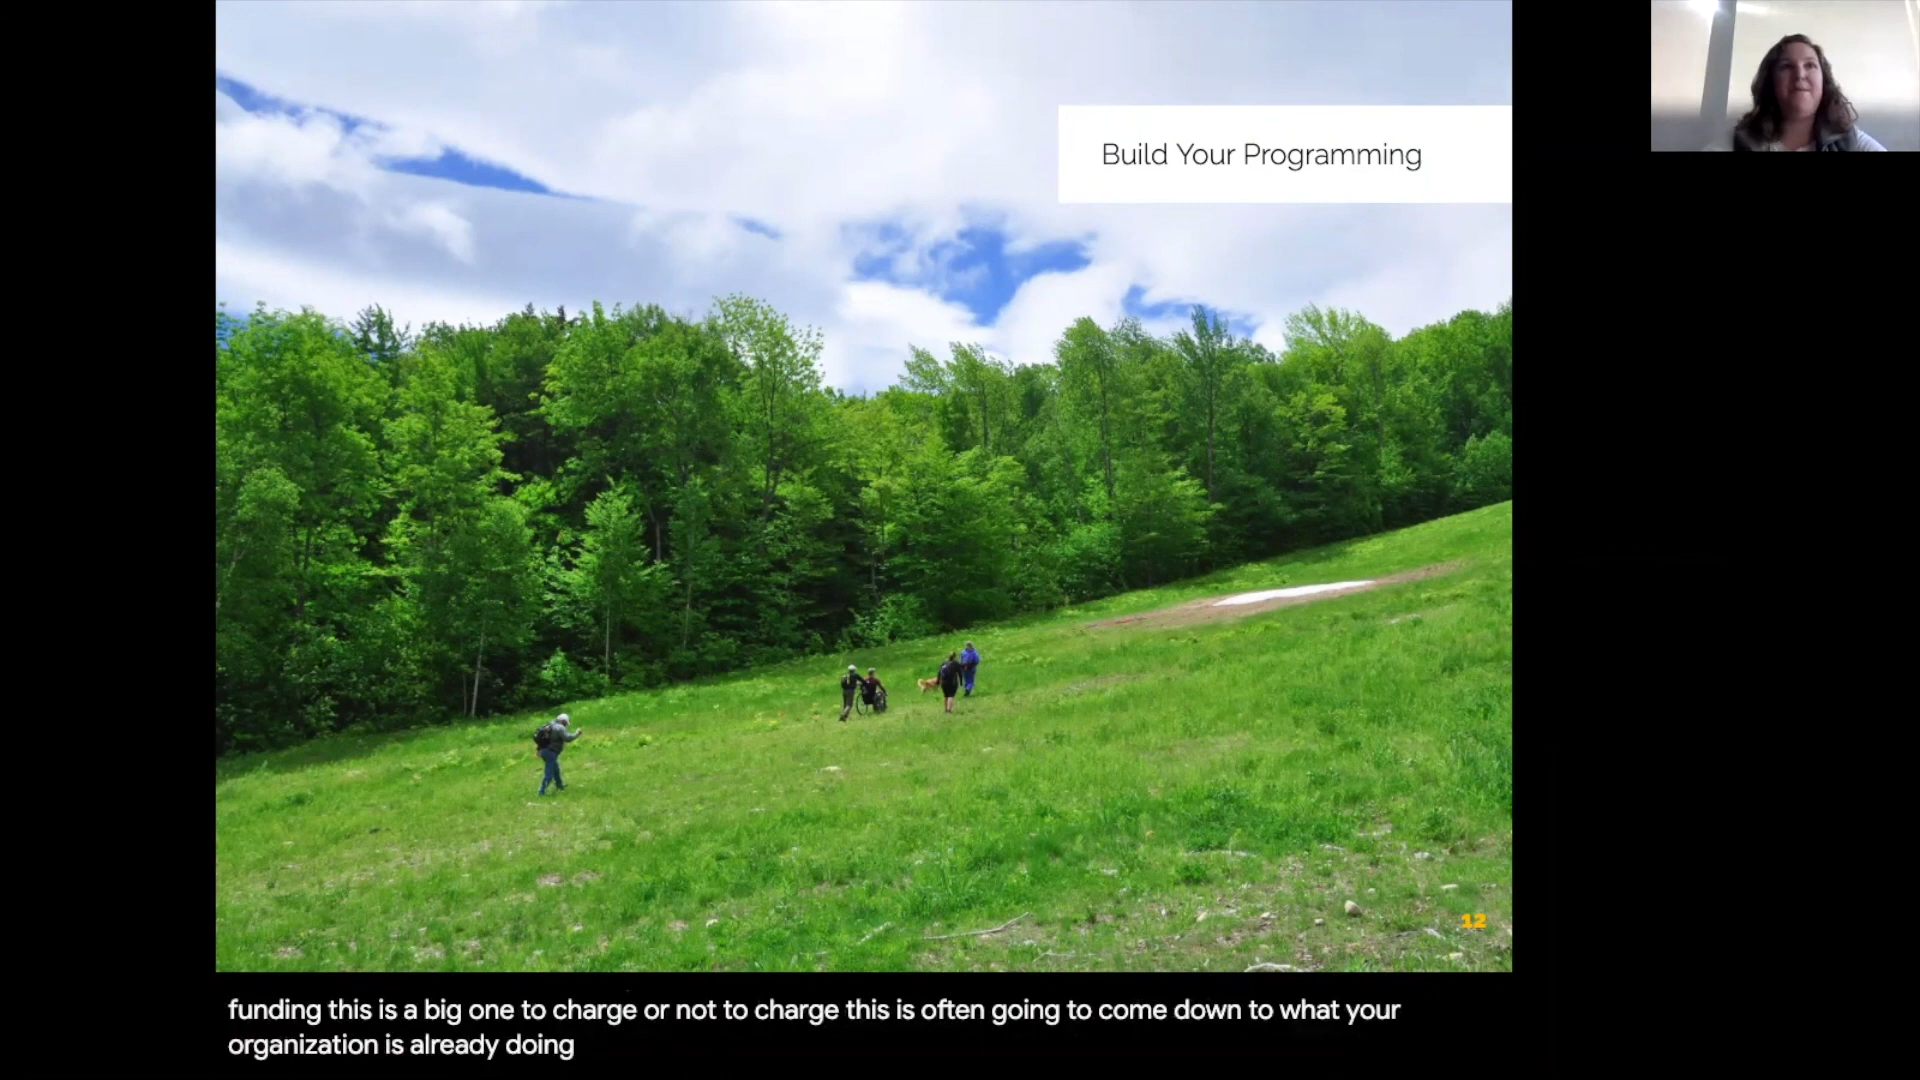 Build Your Programming
12
funding this is a big one to charge or not to charge this is often going to come down to what your
organization is already doing